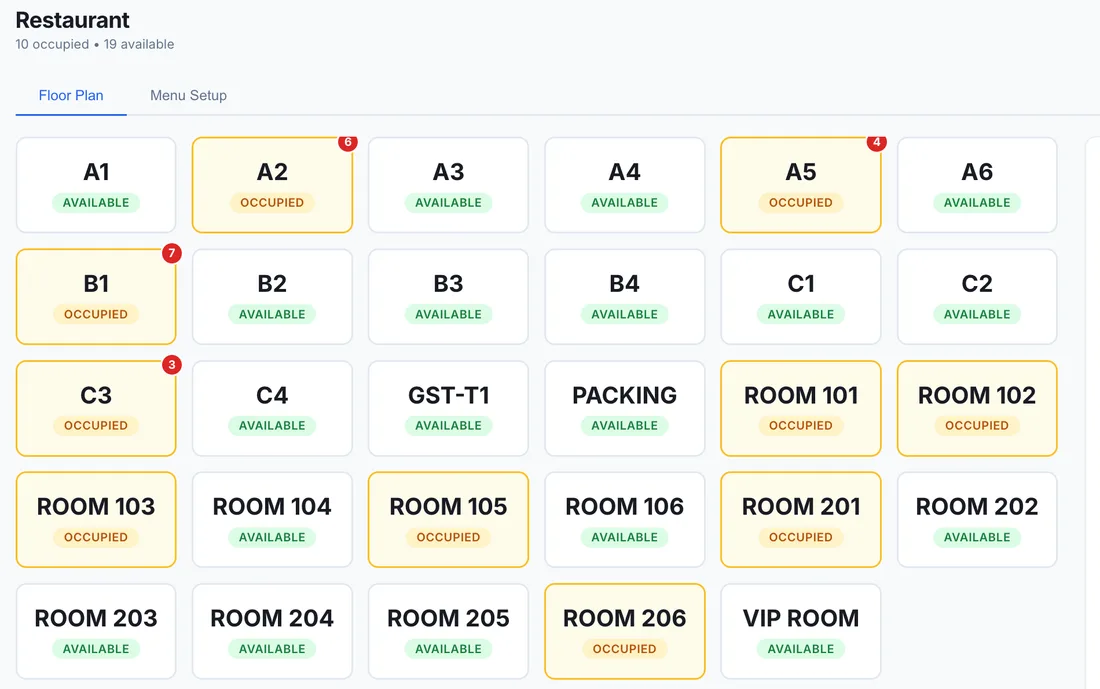 Restaurant
10 occupied • 19 available
Floor Plan Menu Setup
6 4
A1 A2 A3 A4 A5 A6
AVAILABLE OCCUPIED AVAILABLE AVAILABLE OCCUPIED AVAILABLE
7
B1 B2 B3 B4 C1 C2
OCCUPIED AVAILABLE AVAILABLE AVAILABLE AVAILABLE AVAILABLE
3
C3 C4 GST-T1 PACKING ROOM 101 ROOM 102
OCCUPIED AVAILABLE AVAILABLE AVAILABLE OCCUPIED OCCUPIED
ROOM 103 ROOM 104 ROOM 105 ROOM 106 ROOM 201 ROOM 202
OCCUPIED AVAILABLE OCCUPIED AVAILABLE OCCUPIED AVAILABLE
ROOM 203 ROOM 204 ROOM 205 ROOM 206 VIP ROOM
AVAILABLE AVAILABLE AVAILABLE OCCUPIED AVAILABLE